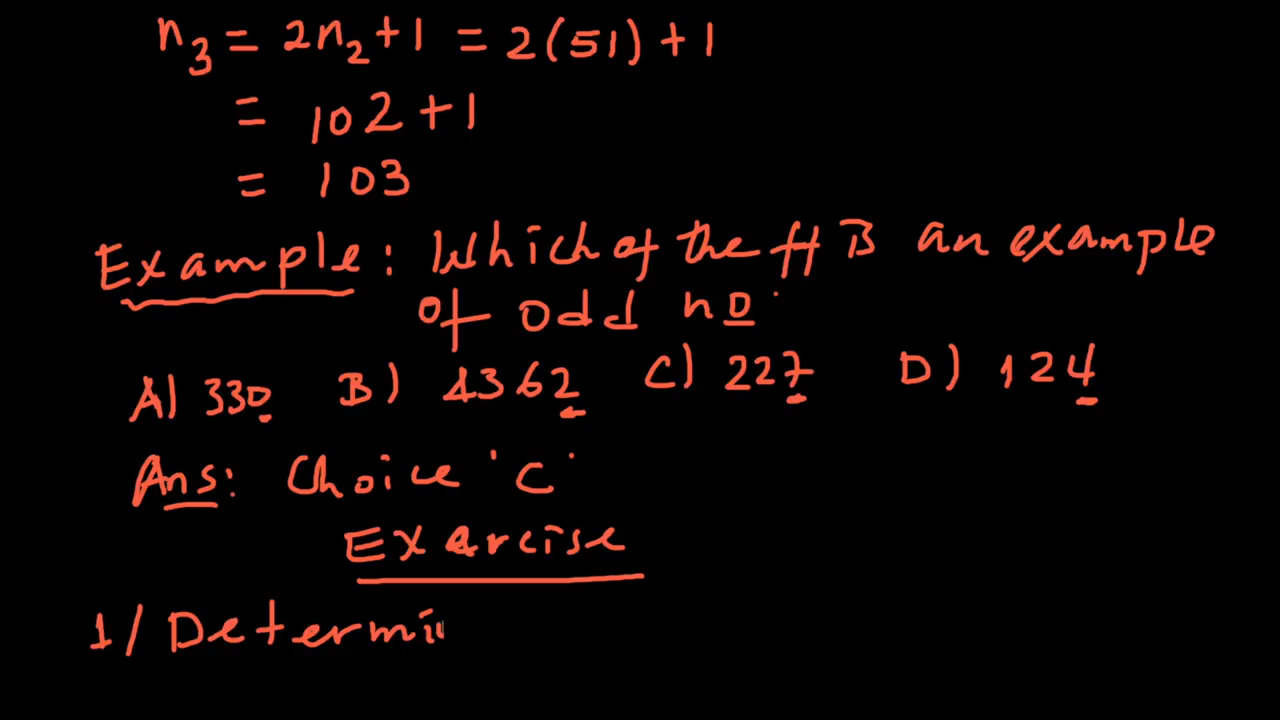 n₃ = 2n₂ + 1 = 2(51) + 1
= 102 + 1
= 103
Example: Which of the ff is an example
of odd no.
A) 330 B) 4362 C) 227 D) 124
Ans: Choice 'C'
Exercise
1/ Determi